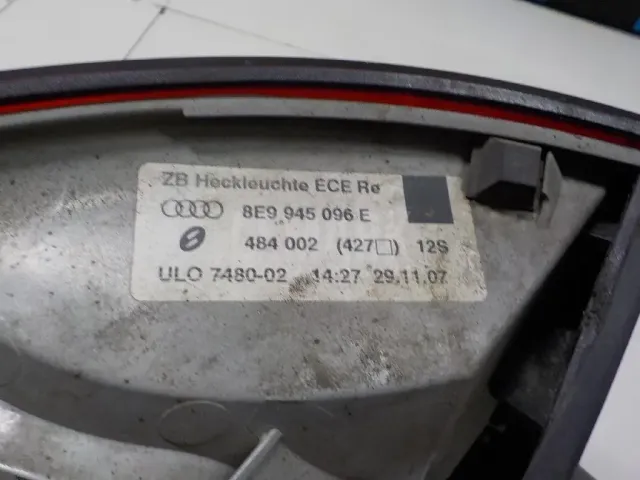 ZB Heckleuchte ECE Re
8E9 945 096 E
484 002 (427□) 12S
ULO 7480-02 14:27 29.11.07